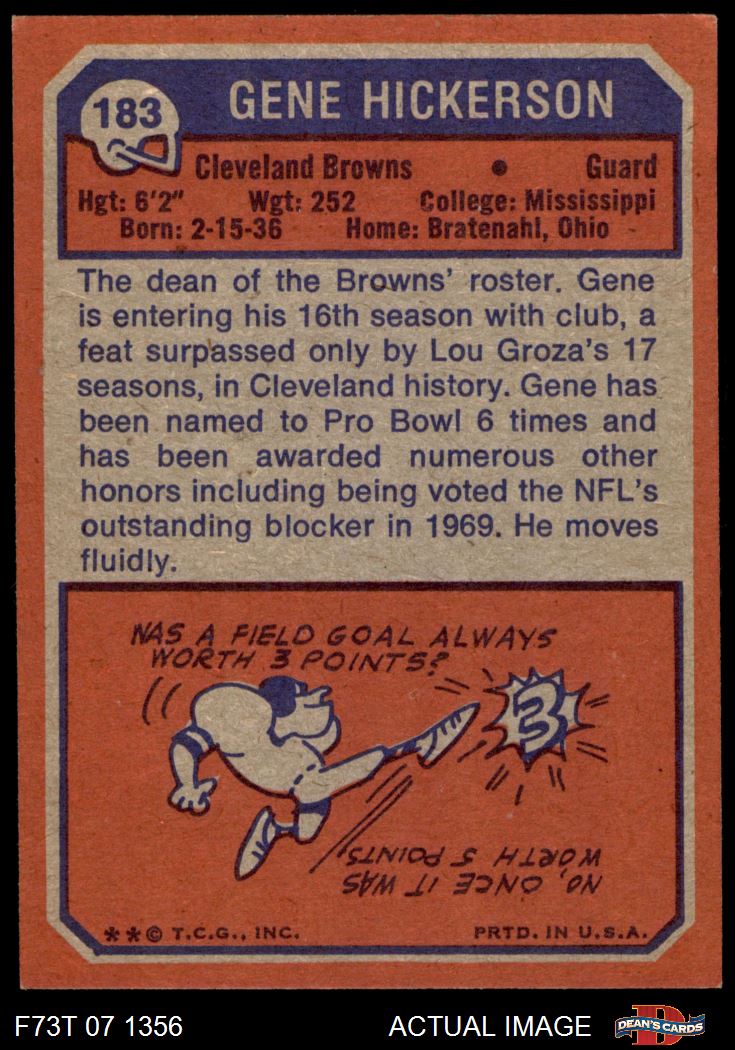 183
GENE HICKERSON
Cleveland Browns • Guard
Hgt: 6'2" Wgt: 252 College: Mississippi
Born: 2-15-36 Home: Bratenahl, Ohio
The dean of the Browns' roster. Gene
is entering his 16th season with club, a
feat surpassed only by Lou Groza's 17
seasons, in Cleveland history. Gene has
been named to Pro Bowl 6 times and
has been awarded numerous other
honors including being voted the NFL's
outstanding blocker in 1969. He moves
fluidly.
WAS A FIELD GOAL ALWAYS
WORTH 3 POINTS?
3
NO, ONCE IT WAS
WORTH 5 POINTS
**© T.C.G., INC. PRTD. IN U.S.A.
F73T 07 1356 ACTUAL IMAGE
D
DEAN'S CARDS